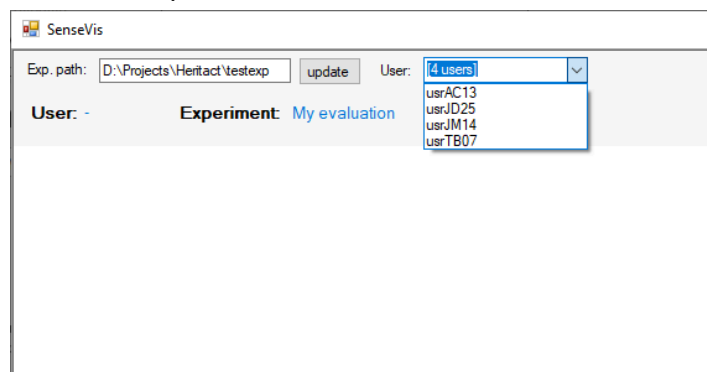 SenseVis
Exp. path: D:\Projects\Heritact\testexp update User: [4 users]
usrAC13
usrJD25
usrJM14
usrTB07
User: - Experiment: My evaluation